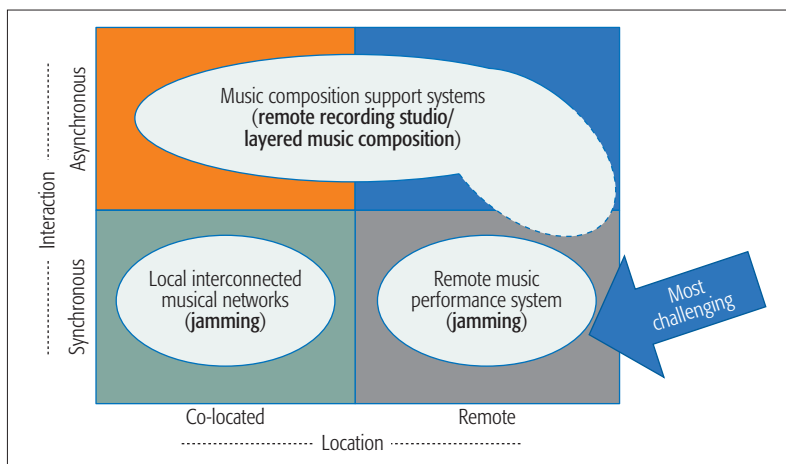 Asynchronous
Interaction
Synchronous
Music composition support systems
(remote recording studio/
layered music composition)
Local interconnected
musical networks
(jamming)
Remote music
performance system
(jamming)
Most
challenging
Co-located
Remote
Location